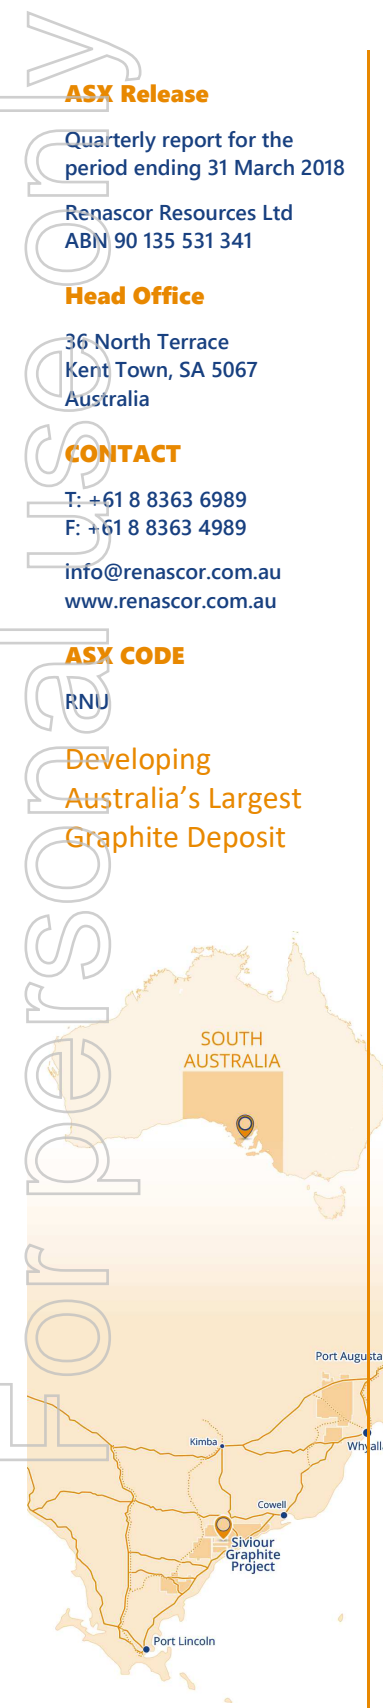 ASX Release
Quarterly report for the
period ending 31 March 2018
Renascor Resources Ltd
ABN 90 135 531 341
Head Office
36 North Terrace
Kent Town, SA 5067
Australia
CONTACT
T: +61 8 8363 6989
F: +61 8 8363 4989
info@renascor.com.au
www.renascor.com.au
ASX CODE
RNU
Developing
Australia's Largest
Graphite Deposit
SOUTH
AUSTRALIA
Port Augusta
Kimba
Whyall
Cowell
Siviour
Graphite
Project
Port Lincoln
For personal use only